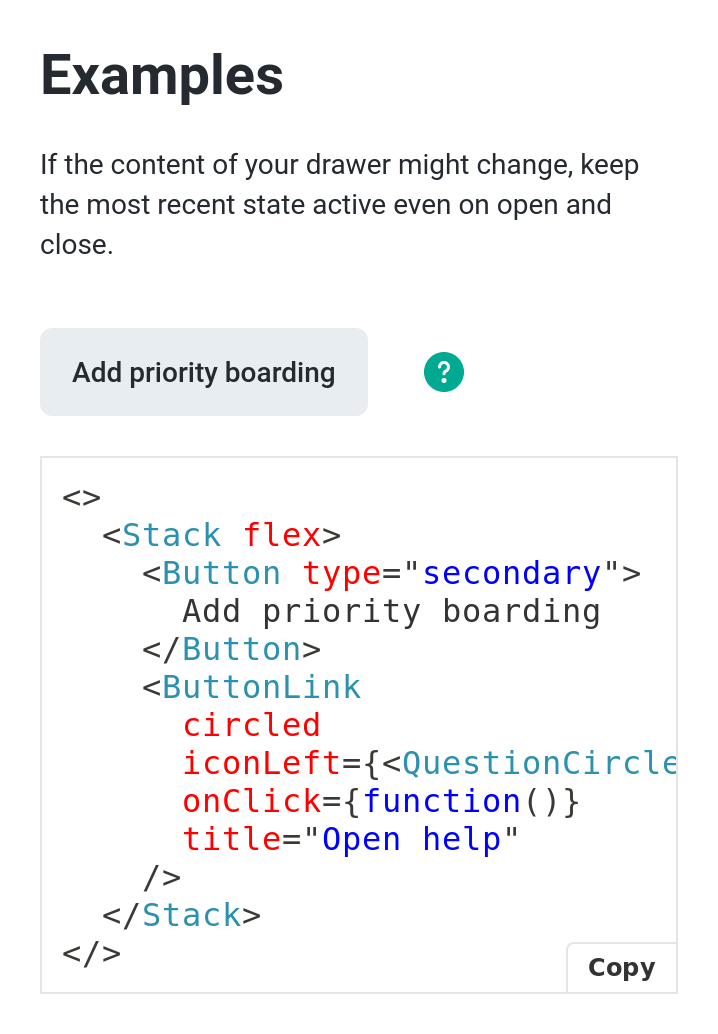 Examples
If the content of your drawer might change, keep
the most recent state active even on open and
close.
Add priority boarding
?
<>
  <Stack flex>
    <Button type="secondary">
      Add priority boarding
    </Button>
    <ButtonLink
      circled
      iconLeft={<QuestionCircle
      onClick={function()}
      title="Open help"
    />
  </Stack>
</>
Copy